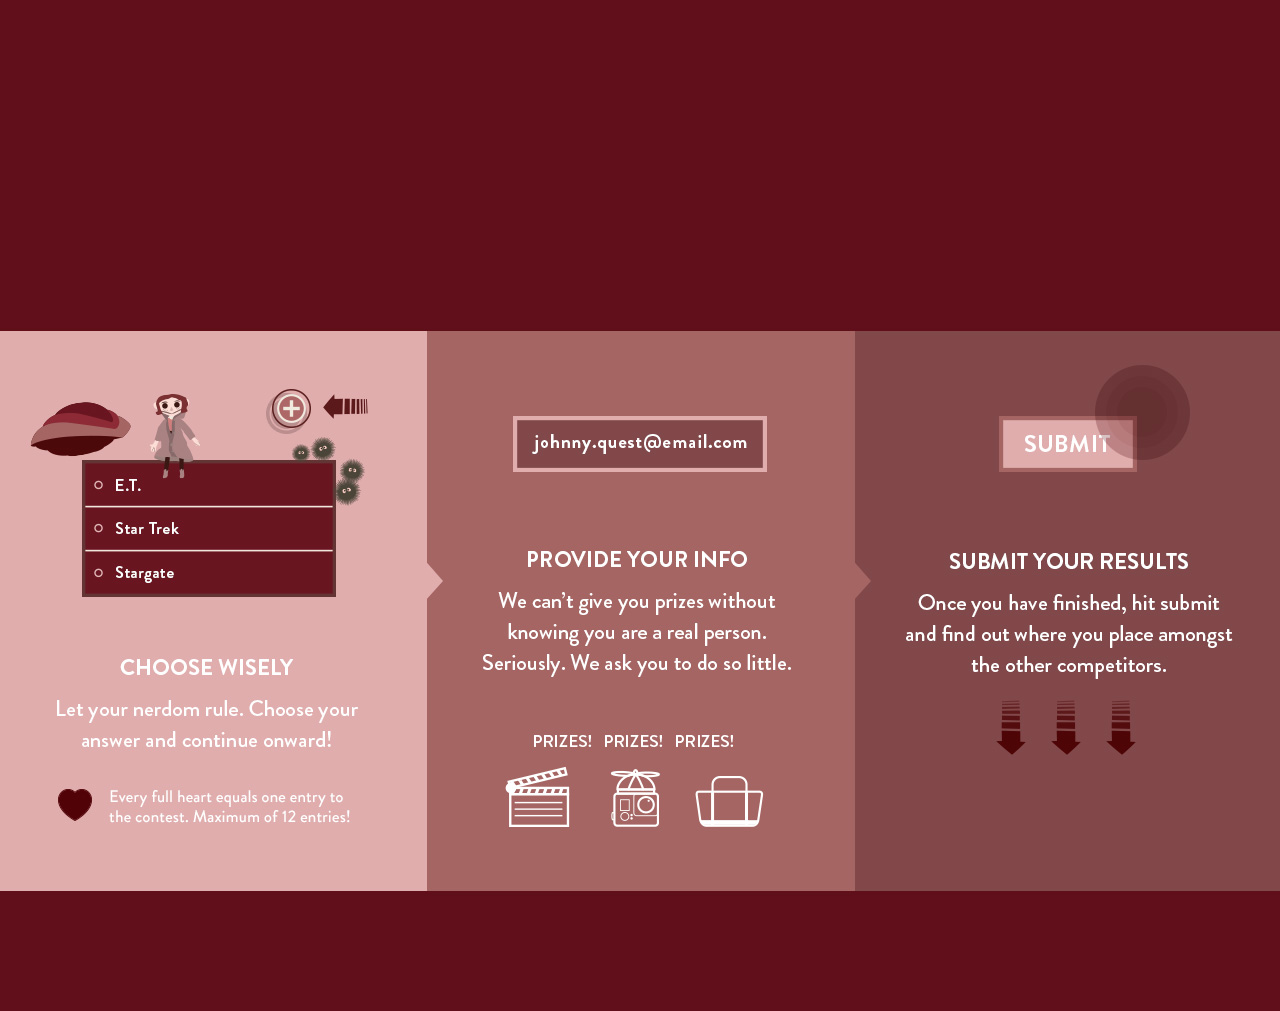 E.T.
Star Trek
Stargate
CHOOSE WISELY
Let your nerdom rule. Choose your
answer and continue onward!
Every full heart equals one entry to
the contest. Maximum of 12 entries!
johnny.quest@email.com
PROVIDE YOUR INFO
We can’t give you prizes without
knowing you are a real person.
Seriously. We ask you to do so little.
PRIZES! PRIZES! PRIZES!
SUBMIT
SUBMIT YOUR RESULTS
Once you have finished, hit submit
and find out where you place amongst
the other competitors.